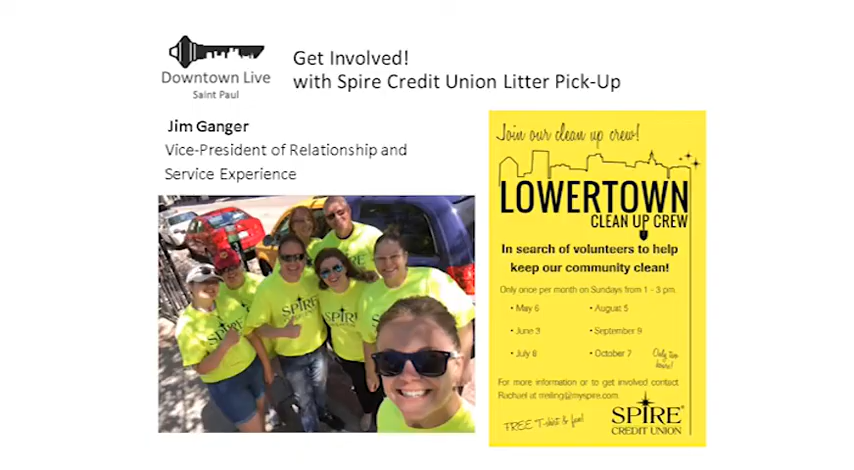 Downtown Live
Saint Paul
Get Involved!
with Spire Credit Union Litter Pick-Up
Jim Ganger
Vice-President of Relationship and
Service Experience
SPIRE
SPIRE
Join our clean up crew!
LOWERTOWN
CLEAN UP CREW
In search of volunteers to help
keep our community clean!
Only once per month on Sundays from 1 - 3 pm.
• May 6
• August 5
• June 3
• September 9
• July 8
• October 7
Only two
hours!
For more information or to get involved contact
Rachael at
FREE T-shirt & fun!
SPIRE®
CREDIT UNION